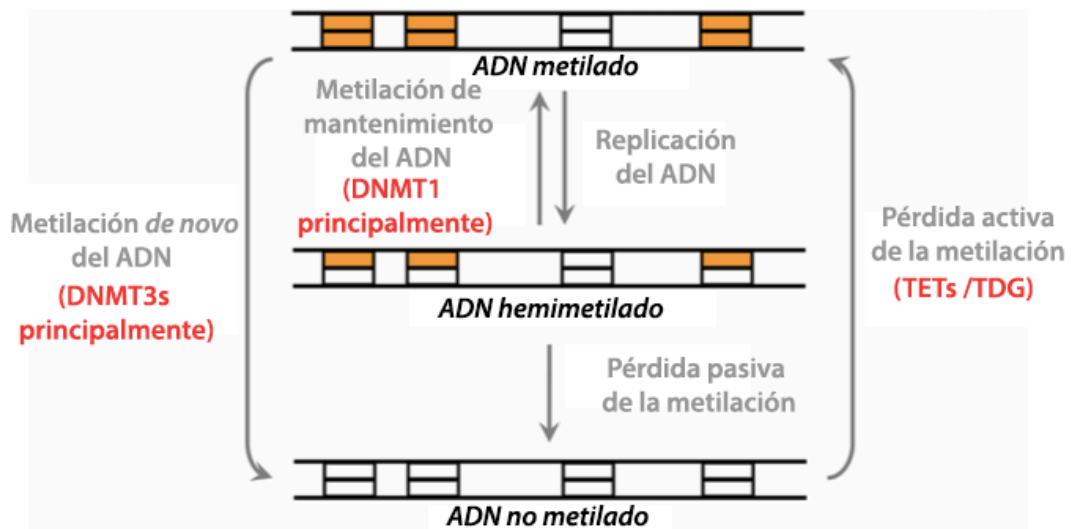 ADN metilado
Metilación de
mantenimiento
del ADN
(DNMT1
principalmente)
Replicación
del ADN
Metilación de novo
del ADN
(DNMT3s
principalmente)
Pérdida activa
de la metilación
(TETs /TDG)
ADN hemimetilado
Pérdida pasiva
de la metilación
ADN no metilado